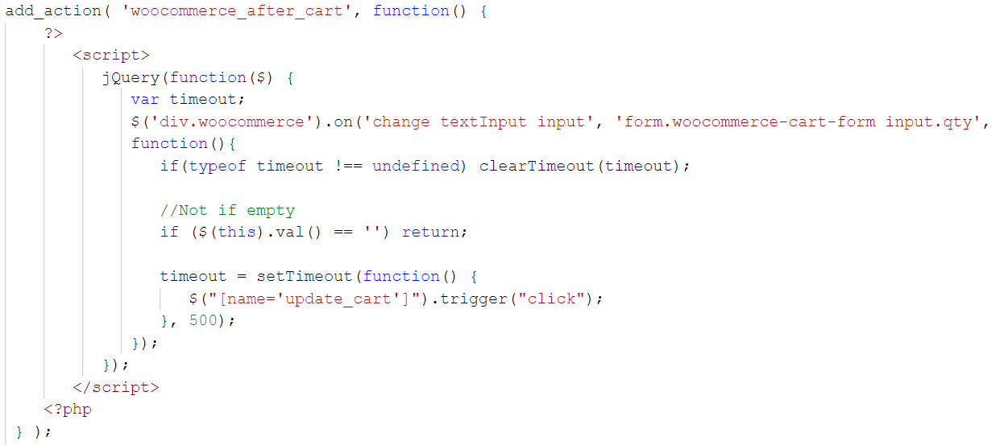 add_action( 'woocommerce_after_cart', function() {
    ?>
       <script>
          jQuery(function($) {
             var timeout;
             $('div.woocommerce').on('change textInput input', 'form.woocommerce-cart-form input.qty',
             function(){
                if(typeof timeout !== undefined) clearTimeout(timeout);

                //Not if empty
                if ($(this).val() == '') return;

                timeout = setTimeout(function() {
                   $("[name='update_cart']").trigger("click");
                }, 500);
             });
          });
       </script>
    <?php
 } );